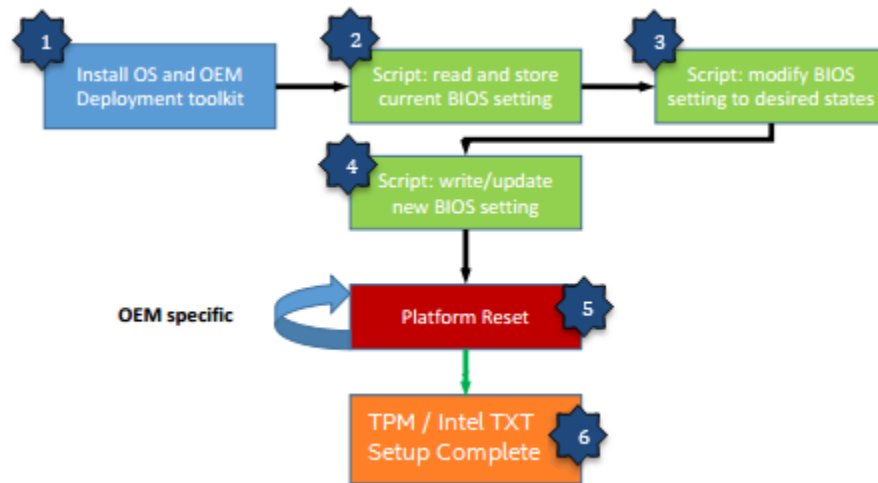 1
Install OS and OEM
Deployment toolkit
2
Script: read and store
current BIOS setting
3
Script: modify BIOS
setting to desired states
4
Script: write/update
new BIOS setting
OEM specific
Platform Reset
5
TPM / Intel TXT
Setup Complete
6